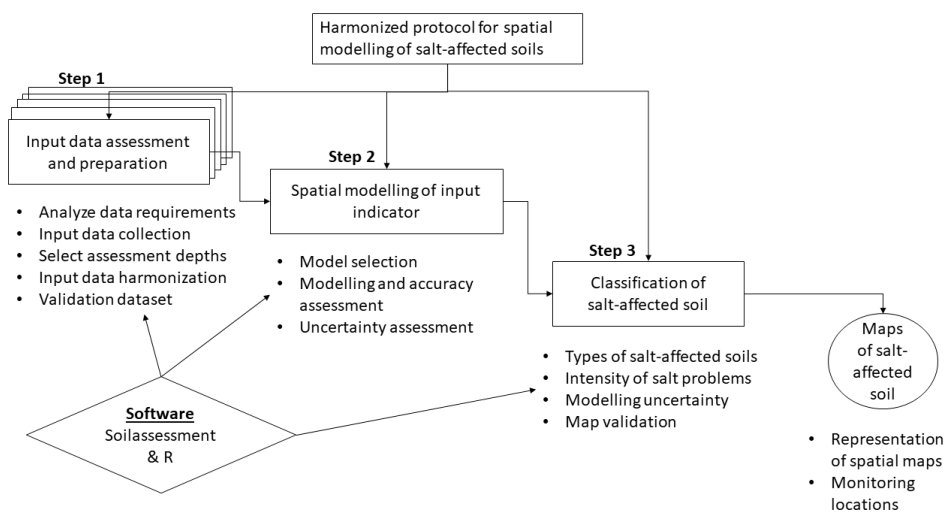 Harmonized protocol for spatial
modelling of salt-affected soils
Step 1
Input data assessment
and preparation
• Analyze data requirements
• Input data collection
• Select assessment depths
• Input data harmonization
• Validation dataset
Step 2
Spatial modelling of input
indicator
• Model selection
• Modelling and accuracy
assessment
• Uncertainty assessment
Step 3
Classification of
salt-affected soil
• Types of salt-affected soils
• Intensity of salt problems
• Modelling uncertainty
• Map validation
Maps
of salt-
affected
soil
• Representation
of spatial maps
• Monitoring
locations
Software
Soilassessment
& R